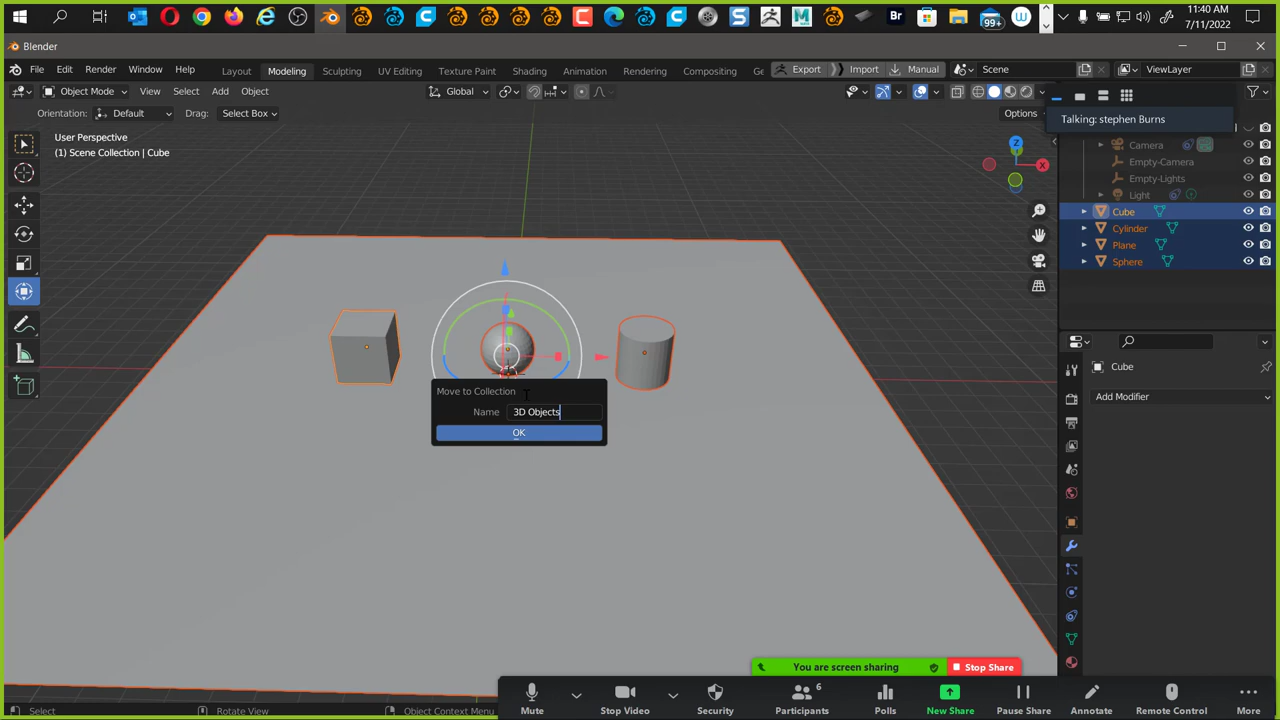 Br
99+
11:40 AM
7/11/2022
Blender
File Edit Render Window Help
Layout Modeling Sculpting UV Editing Texture Paint Shading Animation Rendering Compositing Ge
Export Import Manual
Scene
ViewLayer
Object Mode View Select Add Object
Global
Orientation: Default Drag: Select Box
Options
Talking: stephen Burns
User Perspective
(1) Scene Collection | Cube
Z
X
Camera
Empty-Camera
Empty-Lights
Light
Cube
Cylinder
Plane
Sphere
Cube
Add Modifier
Move to Collection
Name 3D Objects
OK
You are screen sharing Stop Share
Mute Stop Video Security Participants 6 Polls New Share Pause Share Annotate Remote Control More
Select Rotate View Object Context Menu